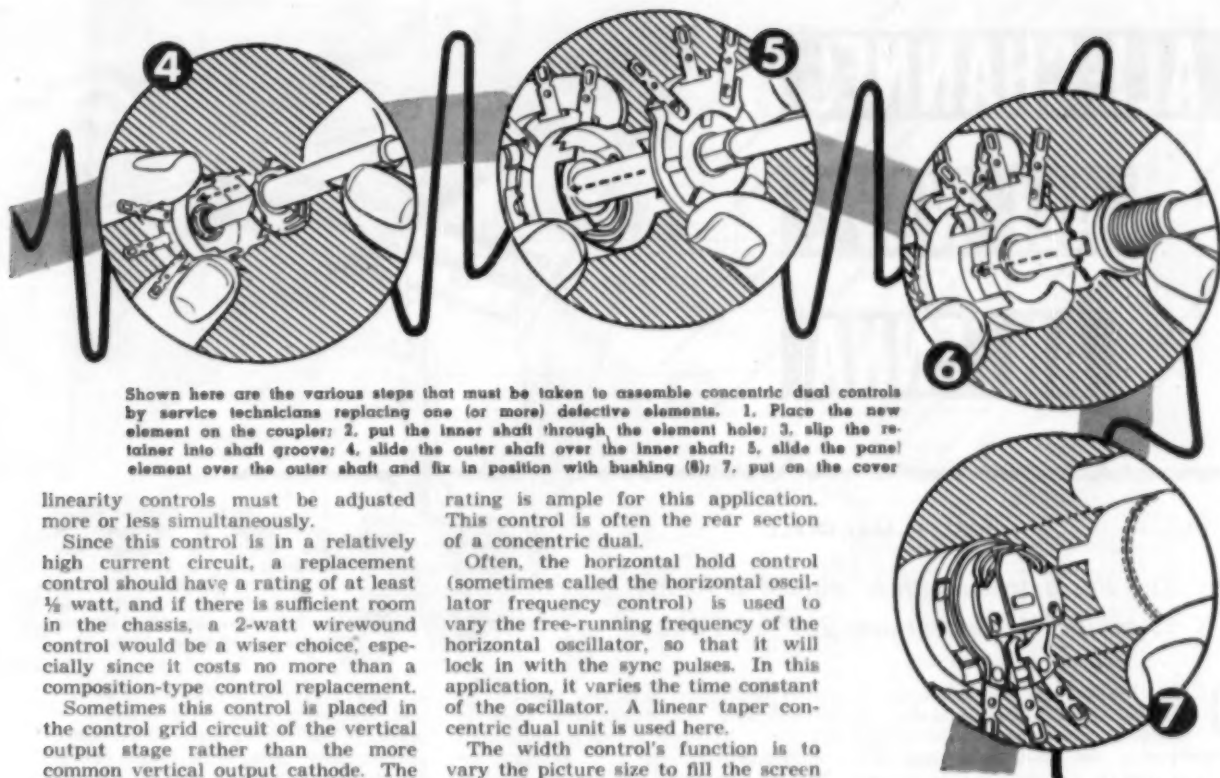 4
5
6
7
Shown here are the various steps that must be taken to assemble concentric dual controls
by service technicians replacing one (or more) defective elements. 1. Place the new
element on the coupler; 2, put the inner shaft through the element hole; 3, slip the re-
tainer into shaft groove; 4, slide the outer shaft over the inner shaft; 5, slide the panel
element over the outer shaft and fix in position with bushing (6); 7, put on the cover
linearity controls must be adjusted
more or less simultaneously.
Since this control is in a relatively
high current circuit, a replacement
control should have a rating of at least
½ watt, and if there is sufficient room
in the chassis, a 2-watt wirewound
control would be a wiser choice, espe-
cially since it costs no more than a
composition-type control replacement.
Sometimes this control is placed in
the control grid circuit of the vertical
output stage rather than the more
common vertical output cathode. The
rating is ample for this application.
This control is often the rear section
of a concentric dual.
Often, the horizontal hold control
(sometimes called the horizontal oscil-
lator frequency control) is used to
vary the free-running frequency of the
horizontal oscillator, so that it will
lock in with the sync pulses. In this
application, it varies the time constant
of the oscillator. A linear taper con-
centric dual unit is used here.
The width control's function is to
vary the picture size to fill the screen